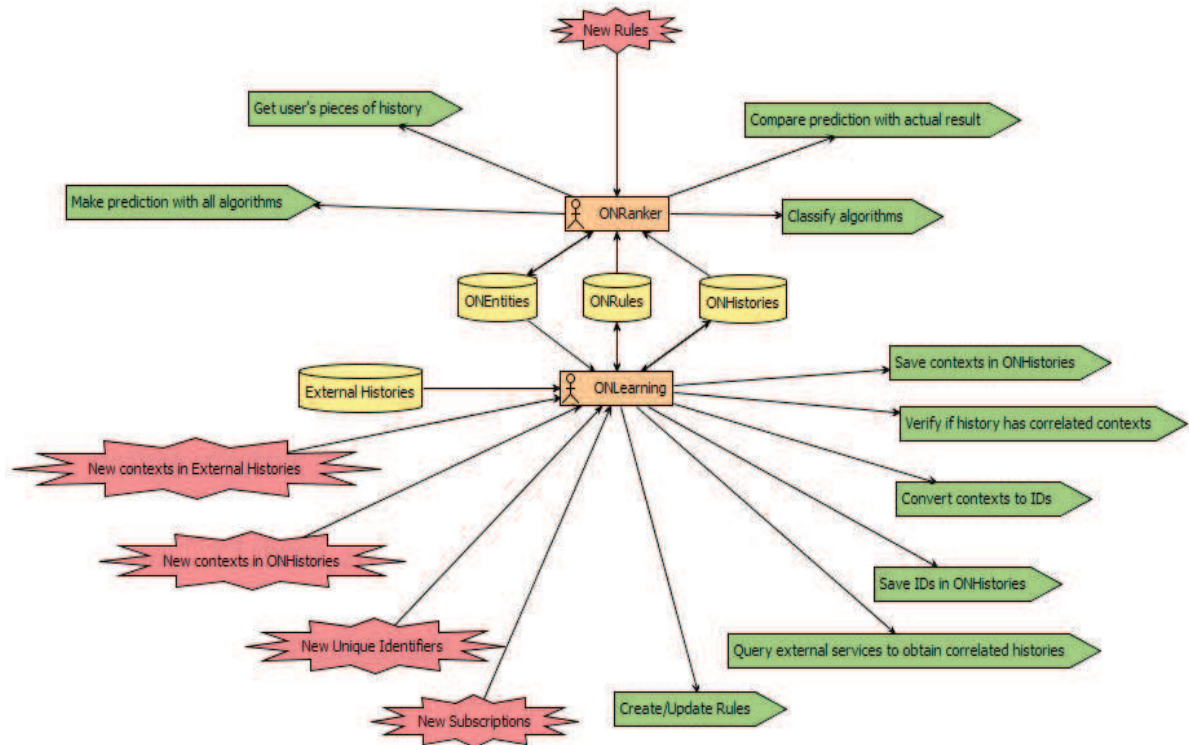 New Rules
Get user's pieces of history
Compare prediction with actual result
Make prediction with all algorithms
ONRanker
Classify algorithms
ONEntities
ONRules
ONHistories
Save contexts in ONHistories
External Histories
ONLearning
Verify if history has correlated contexts
New contexts in External Histories
Convert contexts to IDs
New contexts in ONHistories
Save IDs in ONHistories
New Unique Identifiers
Query external services to obtain correlated histories
New Subscriptions
Create/Update Rules